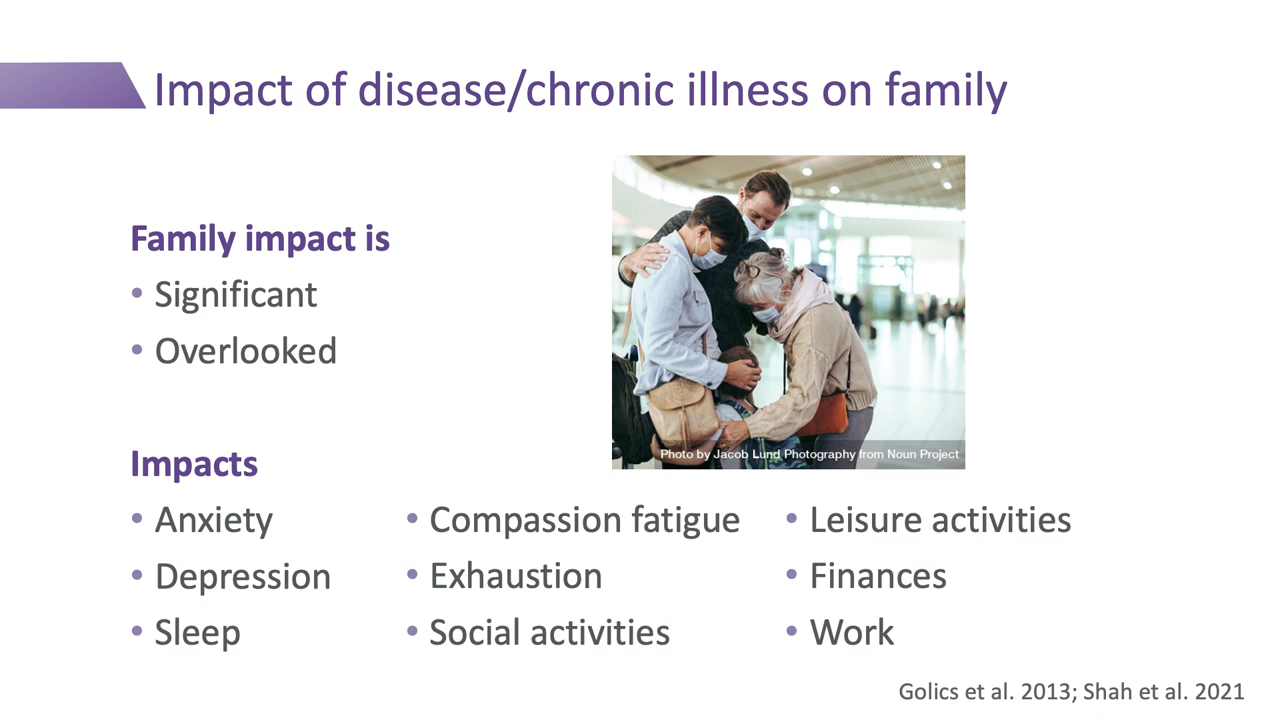 Impact of disease/chronic illness on family
Family impact is
• Significant
• Overlooked
Photo by Jacob Lund Photography from Noun Project
Impacts
• Anxiety
• Depression
• Sleep
• Compassion fatigue
• Exhaustion
• Social activities
• Leisure activities
• Finances
• Work
Golics et al. 2013; Shah et al. 2021